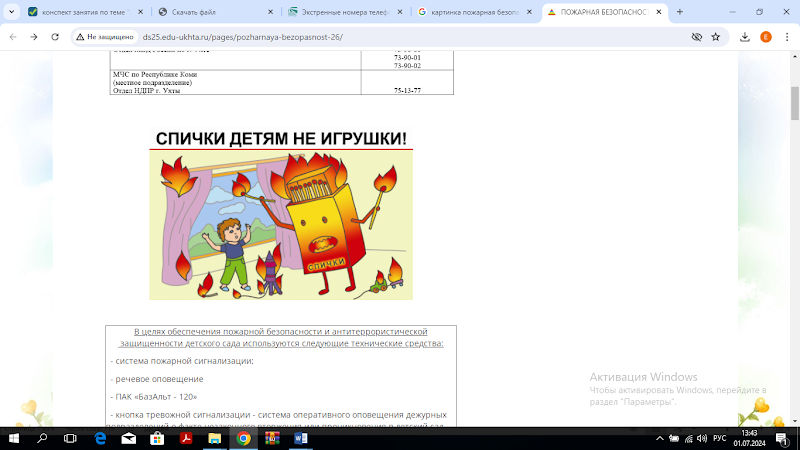 конспект занятия по теме "
Скачать файл
Экстренные номера телеф
картинка пожарная безоп
ПОЖАРНАЯ БЕЗОПАСНОС
Не защищено
ds25.edu-ukhta.ru/pages/pozharnaya-bezopasnost-26/
E
73-90-01
73-90-02
МЧС по Республике Коми
(местное подразделение)
Отдел НДПР г. Ухты 75-13-77
СПИЧКИ ДЕТЯМ НЕ ИГРУШКИ!
СПИЧКИ
В целях обеспечения пожарной безопасности и антитеррористической
защищенности детского сада используются следующие технические средства:
- система пожарной сигнализации;
- речевое оповещение
- ПАК «БазАльт - 120»
- кнопка тревожной сигнализации - система оперативного оповещения дежурных
Активация Windows
Чтобы активировать Windows, перейдите в
раздел "Параметры".
РУС
13:43
01.07.2024